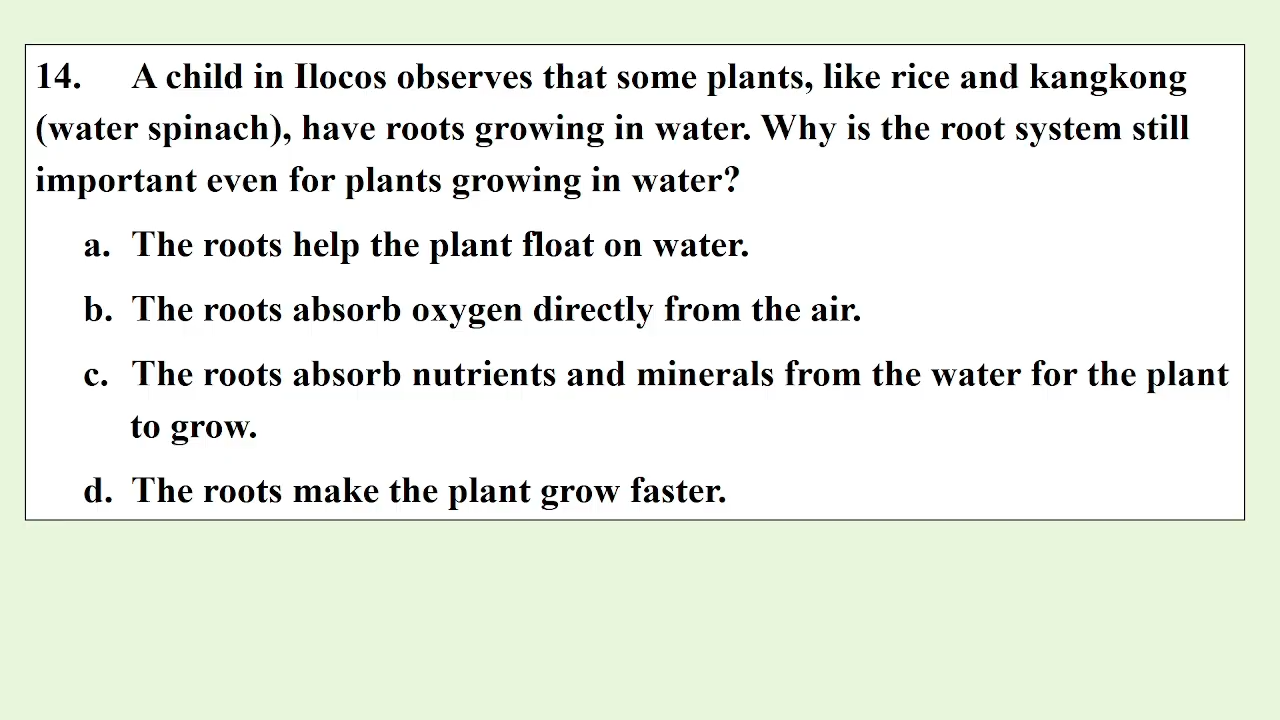 14. A child in Ilocos observes that some plants, like rice and kangkong
(water spinach), have roots growing in water. Why is the root system still
important even for plants growing in water?
a. The roots help the plant float on water.
b. The roots absorb oxygen directly from the air.
c. The roots absorb nutrients and minerals from the water for the plant
to grow.
d. The roots make the plant grow faster.